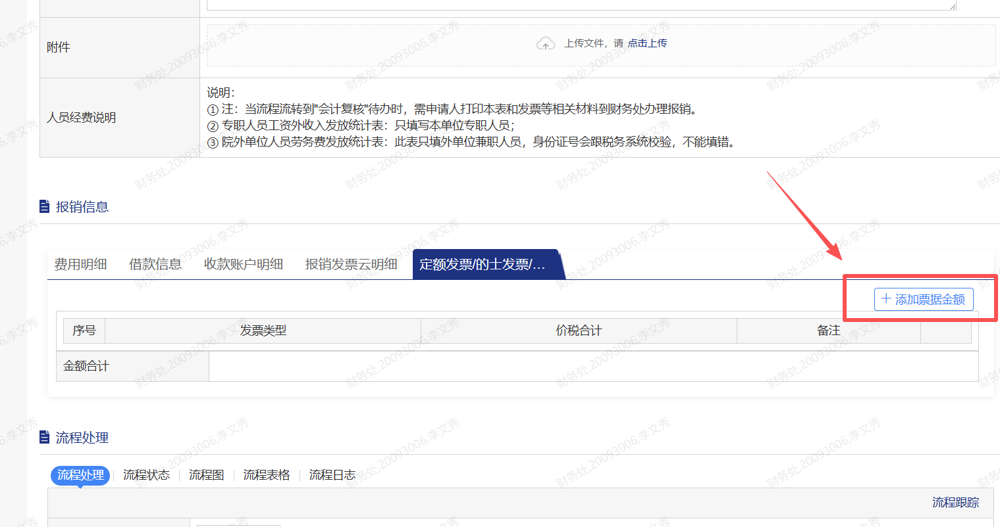 附件
上传文件，请 点击上传
人员经费说明
说明：
① 注：当流程流转到"会计复核"待办时，需申请人打印本表和发票等相关材料到财务处办理报销。
② 专职人员工资外收入发放统计表：只填写本单位专职人员；
③ 院外单位人员劳务费发放统计表：此表只填外单位兼职人员，身份证号会跟税务系统校验，不能填错。
报销信息
费用明细 借款信息 收款账户明细 报销发票云明细 定额发票/的士发票/...
添加票据金额
序号 发票类型 价税合计 备注
金额合计
流程处理
流程处理 流程状态 流程图 流程表格 流程日志
流程跟踪
财务处,20093006,李文秀